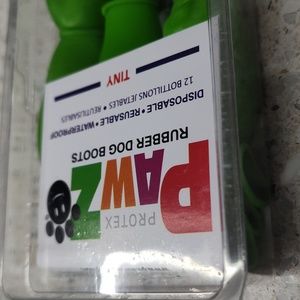 PROTEX
PAWZ
RUBBER DOG BOOTS
DISPOSABLE • REUSABLE • WATERPROOF
12 BOTTILLONS JETABLES • REUTILISABLES
TINY